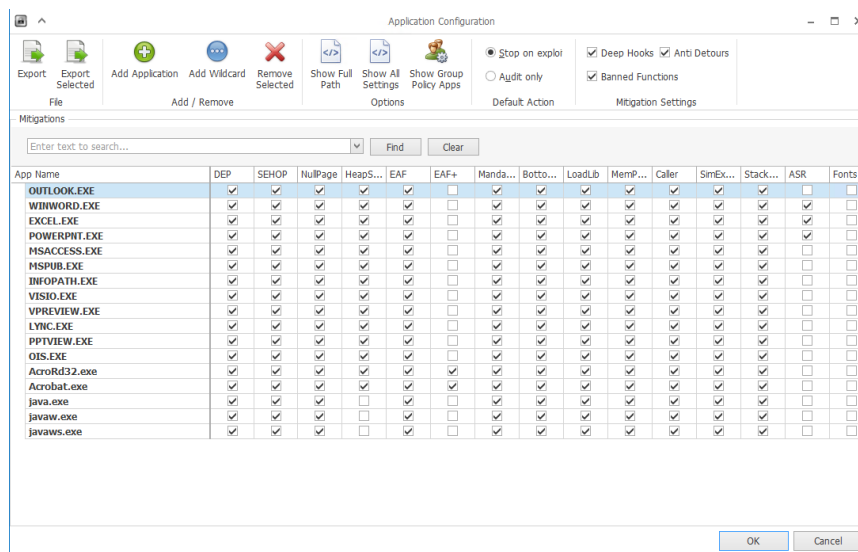 Application Configuration
Export
Export Selected
Add Application
Add Wildcard
Remove Selected
Show Full Path
Show All Settings
Show Group Policy Apps
Stop on exploi
Audit only
Deep Hooks
Anti Detours
Banned Functions
File
Add / Remove
Options
Default Action
Mitigation Settings
Mitigations
Enter text to search...
Find
Clear
App Name DEP SEHOP NullPage HeapS... EAF EAF+ Manda... Botto... LoadLib MemP... Caller SimEx... Stack... ASR Fonts
OUTLOOK.EXE
WINWORD.EXE
EXCEL.EXE
POWERPNT.EXE
MSACCESS.EXE
MSPUB.EXE
INFOPATH.EXE
VISIO.EXE
VPREVIEW.EXE
LYNC.EXE
PPTVIEW.EXE
OIS.EXE
AcroRd32.exe
Acrobat.exe
java.exe
javaw.exe
javaws.exe
OK
Cancel